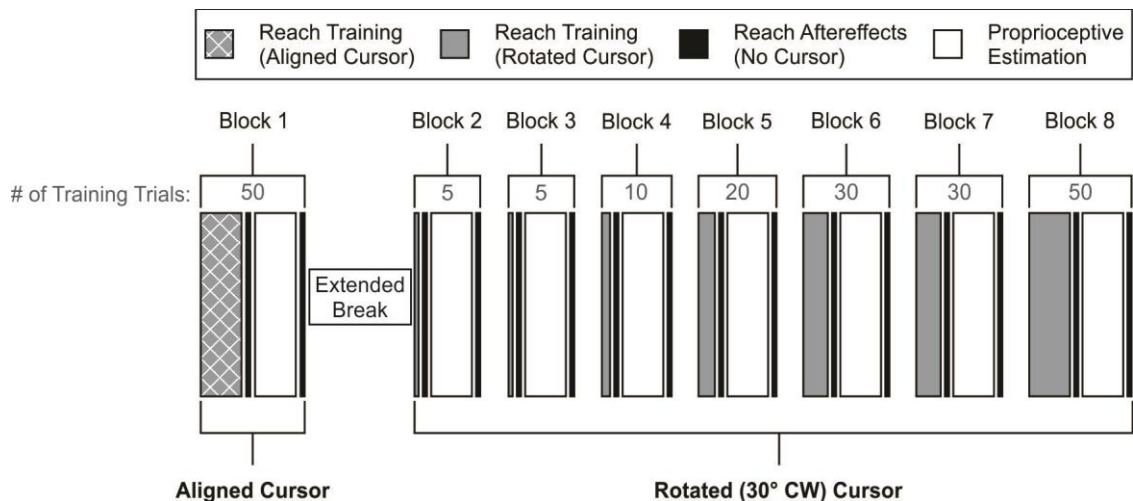 Reach Training
(Aligned Cursor)
Reach Training
(Rotated Cursor)
Reach Aftereffects
(No Cursor)
Proprioceptive
Estimation
Block 1
Block 2
Block 3
Block 4
Block 5
Block 6
Block 7
Block 8
# of Training Trials:
50
5
5
10
20
30
30
50
Extended
Break
Aligned Cursor
Rotated (30° CW) Cursor